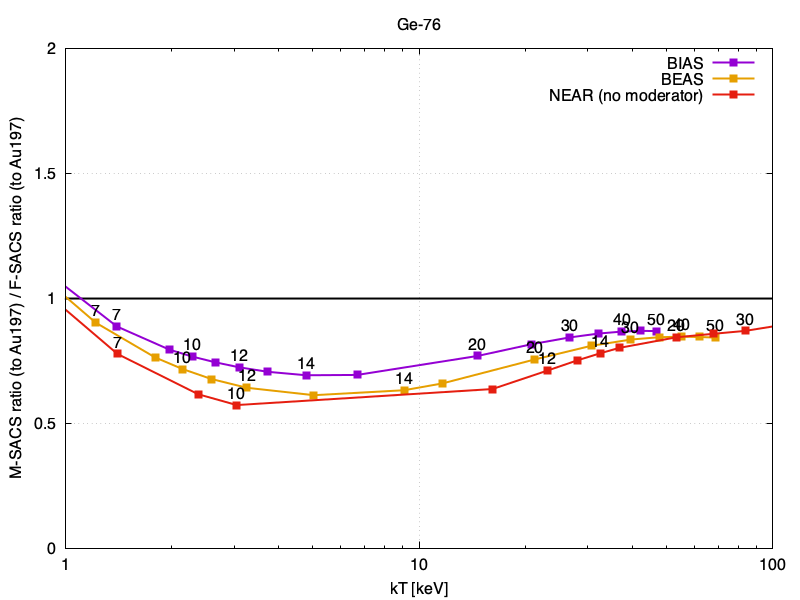 Ge-76
BIAS
BEAS
NEAR (no moderator)
M-SACS ratio (to Au197) / F-SACS ratio (to Au197)
2
1.5
1
0.5
0
7 7 10 12 14 20 30 40 50
10 12 14 20 30 40 50
7 10 12 14 20 30
1 10 100
kT [keV]